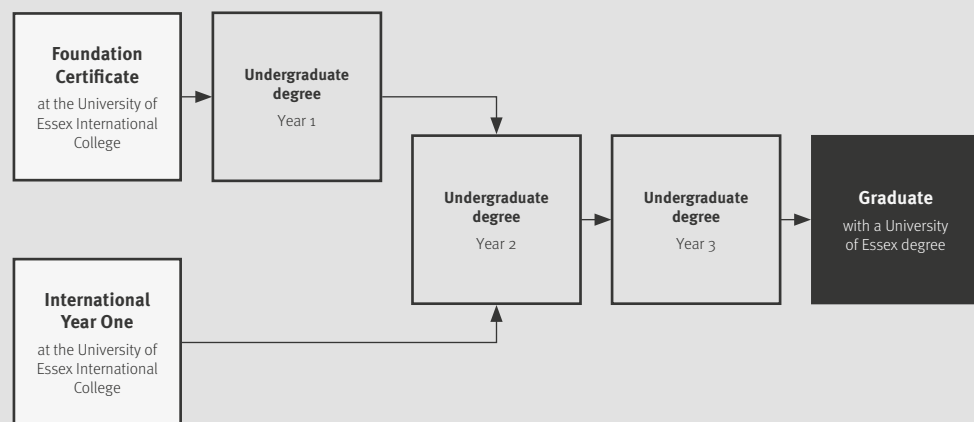 Foundation
Certificate
at the University of
Essex International
College
Undergraduate
degree
Year 1
Undergraduate
degree
Year 2
Undergraduate
degree
Year 3
Graduate
with a University
of Essex degree
International
Year One
at the University of
Essex International
College